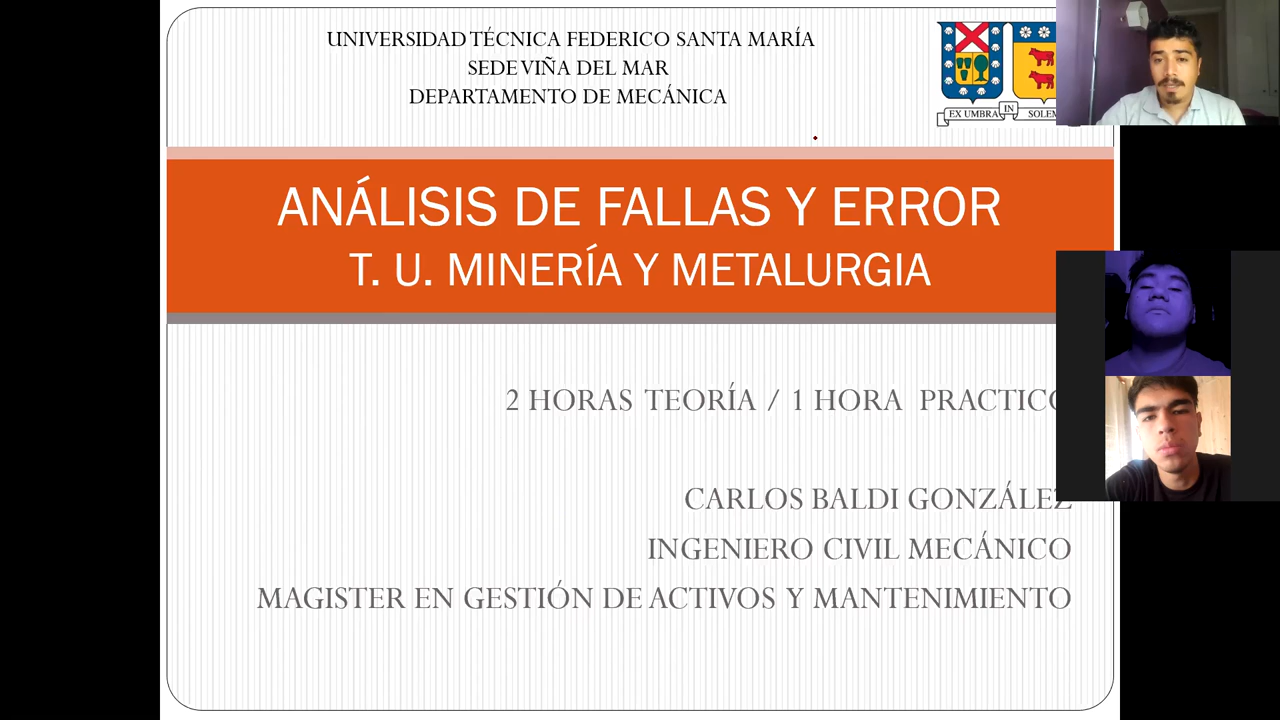 UNIVERSIDAD TÉCNICA FEDERICO SANTA MARÍA
SEDE VIÑA DEL MAR
DEPARTAMENTO DE MECÁNICA
EX UMBRA IN SOLEM
ANÁLISIS DE FALLAS Y ERROR
T. U. MINERÍA Y METALURGIA
2 HORAS TEORÍA / 1 HORA PRACTICO
CARLOS BALDI GONZÁLEZ
INGENIERO CIVIL MECÁNICO
MAGISTER EN GESTIÓN DE ACTIVOS Y MANTENIMIENTO